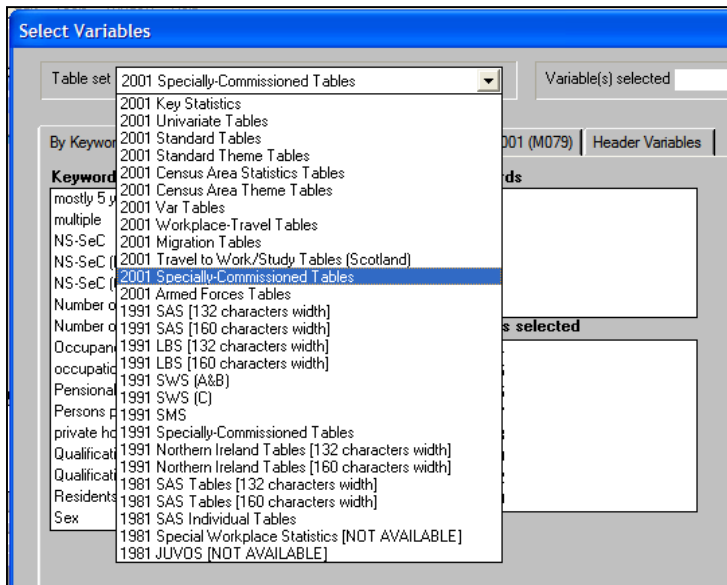 Select Variables
Table set 2001 Specially-Commissioned Tables Variable(s) selected
2001 Key Statistics
2001 Univariate Tables
2001 Standard Tables
2001 Standard Theme Tables
2001 Census Area Statistics Tables
2001 Census Area Theme Tables
2001 Var Tables
2001 Workplace-Travel Tables
2001 Migration Tables
2001 Travel to Work/Study Tables (Scotland)
2001 Specially-Commissioned Tables
2001 Armed Forces Tables
1991 SAS [132 characters width]
1991 SAS [160 characters width]
1991 LBS [132 characters width]
1991 LBS [160 characters width]
1991 SWS (A&B)
1991 SWS (C)
1991 SMS
1991 Specially-Commissioned Tables
1991 Northern Ireland Tables [132 characters width]
1991 Northern Ireland Tables [160 characters width]
1981 SAS Tables [132 characters width]
1981 SAS Tables [160 characters width]
1981 SAS Individual Tables
1981 Special Workplace Statistics [NOT AVAILABLE]
1981 JUVOS [NOT AVAILABLE]
By Keywor 001 (M079) Header Variables
Keyword rds
mostly 5 y
multiple
NS-SeC
NS-SeC (
NS-SeC (
Number o
Number o
Occupan
occupatio
Pensional
Persons p
private ho
Qualificati
Qualificati
Residents
Sex
s selected